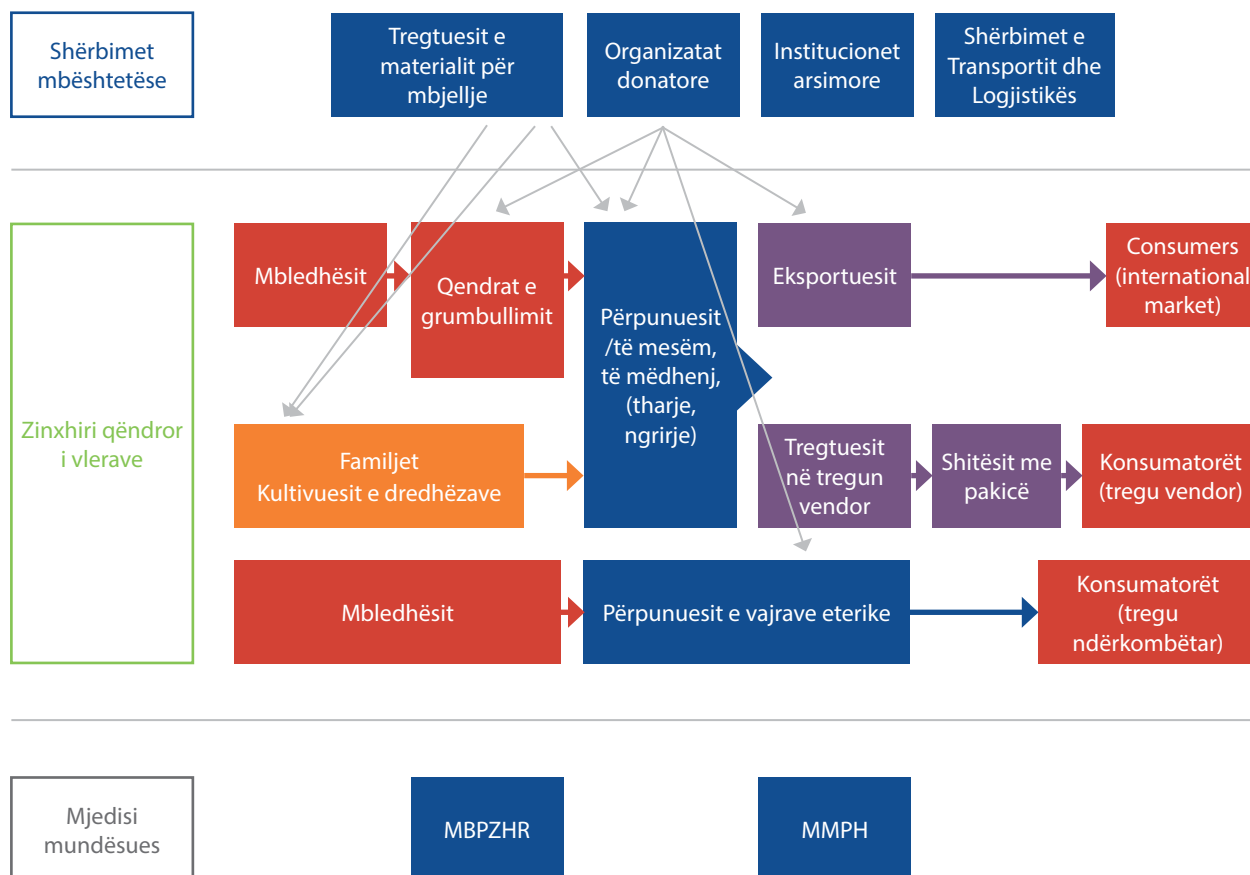 Shërbimet
mbështetëse
Tregtuesit e
materialit për
mbjellje
Organizatat
donatore
Institucionet
arsimore
Shërbimet e
Transportit dhe
Logjistikës
Zinxhiri qëndror
i vlerave
Mbledhësit
Qendrat e
grumbullimit
Përpunuesit
/të mesëm,
të mëdhenj,
(tharje,
ngrirje)
Eksportuesit
Consumers
(international
market)
Familjet
Kultivuesit e dredhëzave
Tregtuesit
në tregun
vendor
Shitësit me
pakicë
Konsumatorët
(tregu vendor)
Mbledhësit
Përpunuesit e vajrave eterike
Konsumatorët
(tregu
ndërkombëtar)
Mjedisi
mundësues
MBPZHR
MMPH